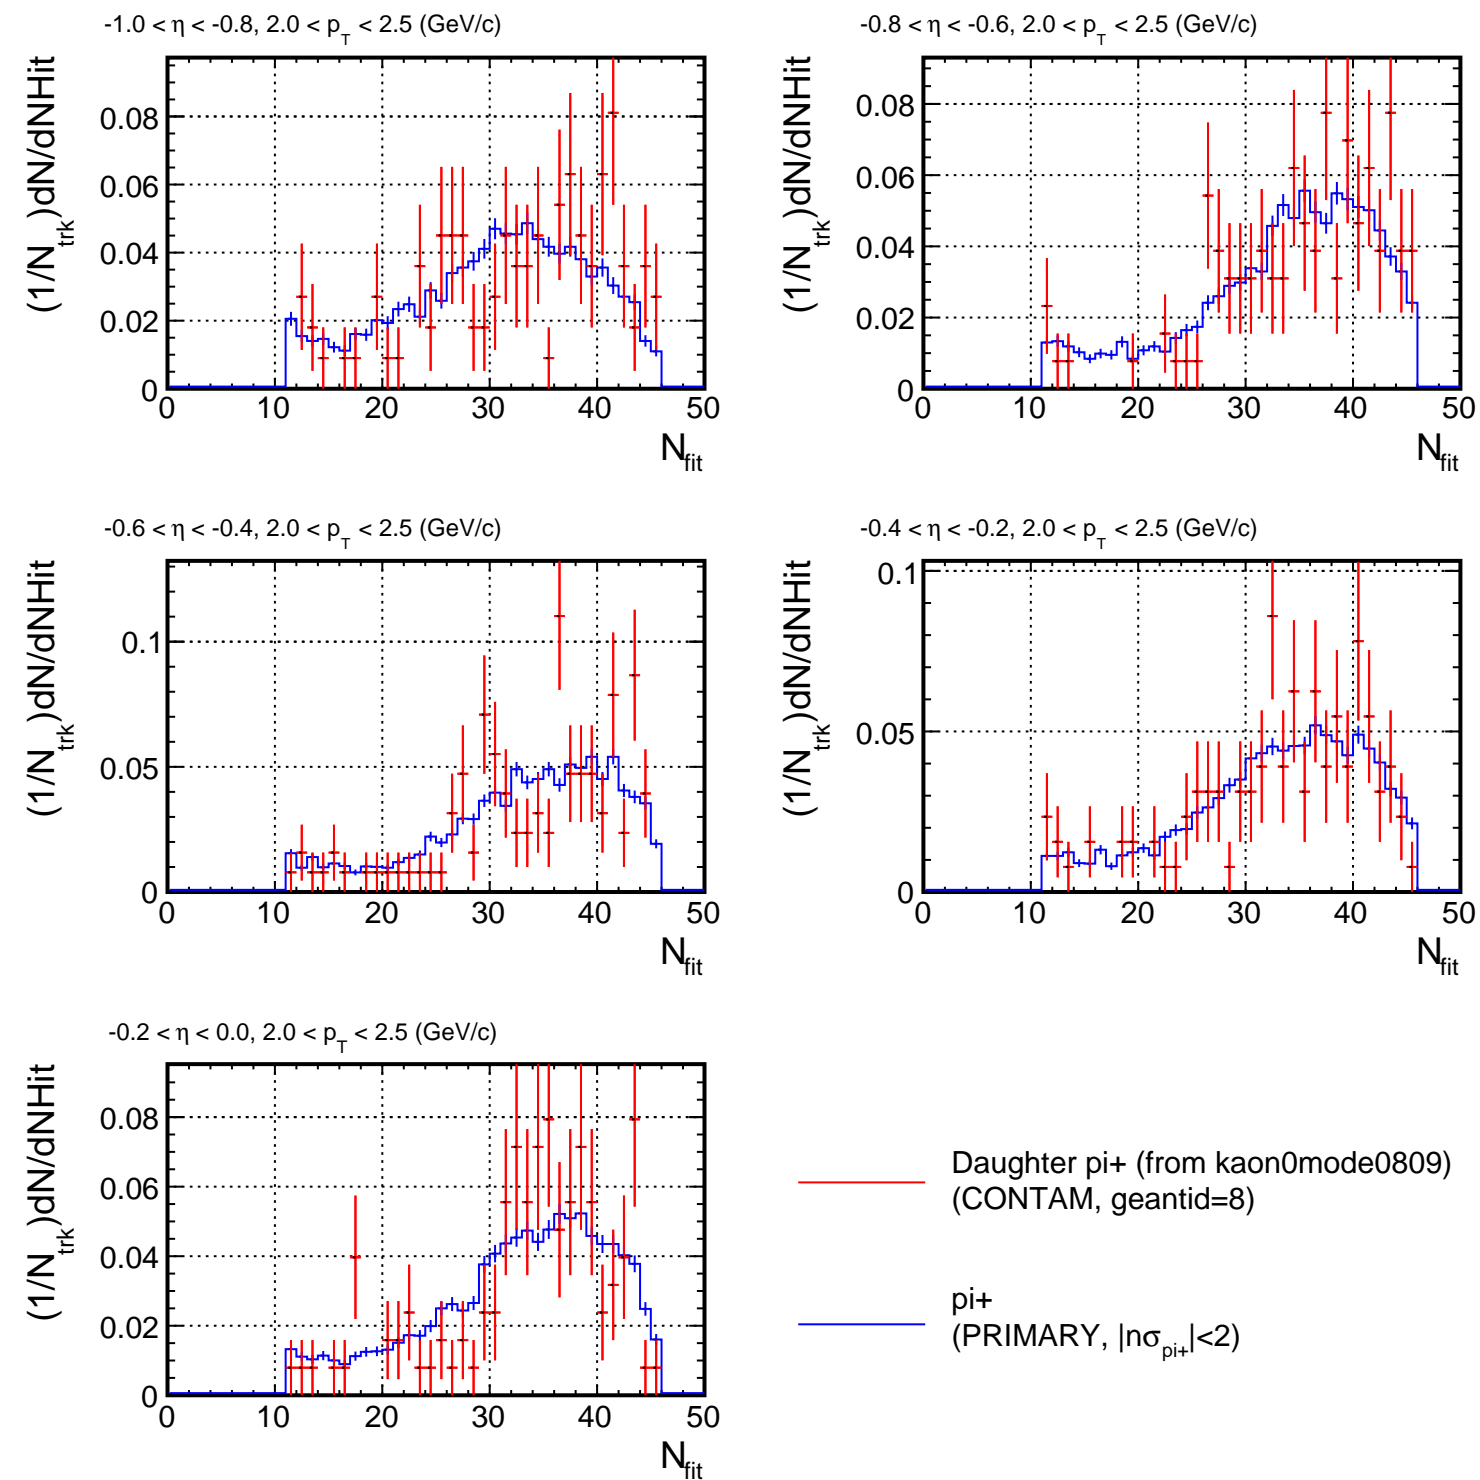 -1.0 < η < -0.8, 2.0 < p_T < 2.5 (GeV/c)
(1/N_trk)dN/dNHit
0.08
0.06
0.04
0.02
0
0 10 20 30 40 50
N_fit
-0.8 < η < -0.6, 2.0 < p_T < 2.5 (GeV/c)
(1/N_trk)dN/dNHit
0.08
0.06
0.04
0.02
0
0 10 20 30 40 50
N_fit
-0.6 < η < -0.4, 2.0 < p_T < 2.5 (GeV/c)
(1/N_trk)dN/dNHit
0.1
0.05
0
0 10 20 30 40 50
N_fit
-0.4 < η < -0.2, 2.0 < p_T < 2.5 (GeV/c)
(1/N_trk)dN/dNHit
0.1
0.05
0
0 10 20 30 40 50
N_fit
-0.2 < η < 0.0, 2.0 < p_T < 2.5 (GeV/c)
(1/N_trk)dN/dNHit
0.08
0.06
0.04
0.02
0
0 10 20 30 40 50
N_fit
Daughter pi+ (from kaon0mode0809)
(CONTAM, geantid=8)
pi+
(PRIMARY, |nσ_pi+|<2)